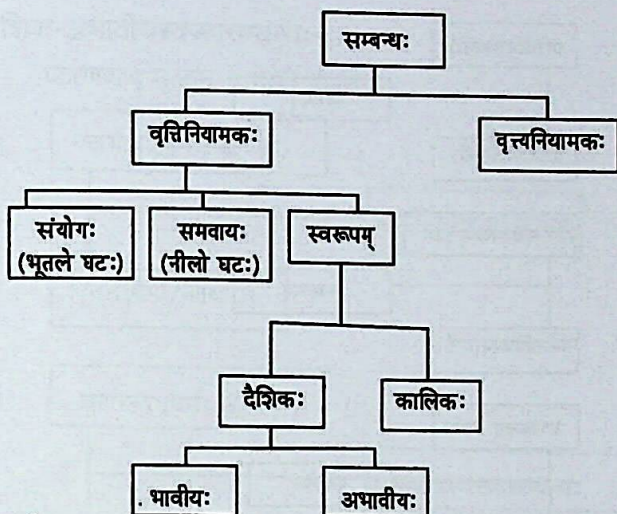 सम्बन्धः
वृत्तिनियामकः
वृत्त्यनियामकः
संयोगः
(भूतले घटः)
समवायः
(नीलो घटः)
स्वरूपम्
दैशिकः
कालिकः
भावीयः
अभावीयः